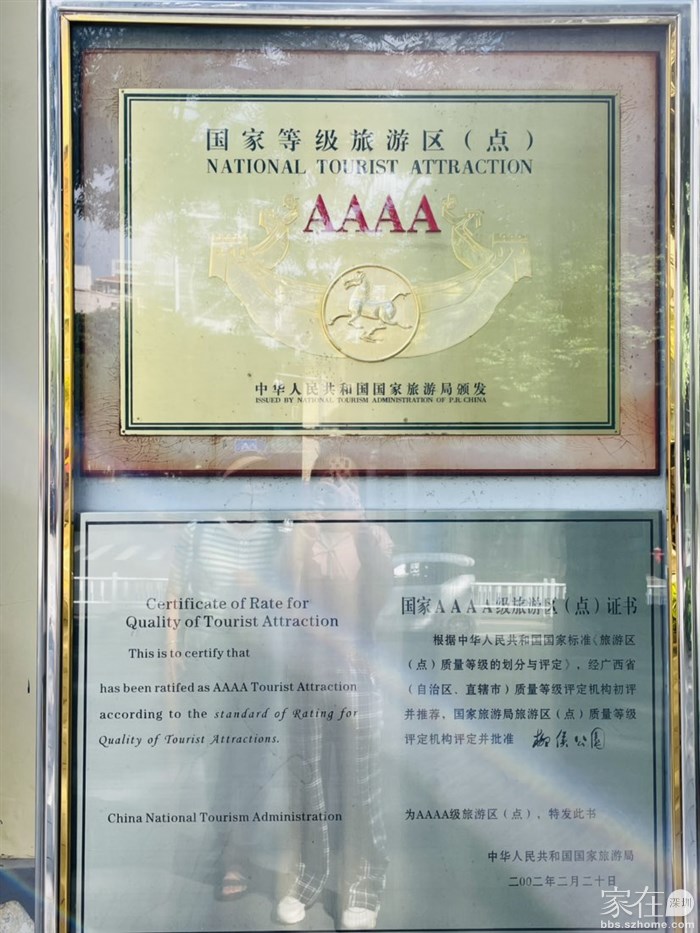 国家等级旅游区（点）
NATIONAL TOURIST ATTRACTION
AAAA
中华人民共和国国家旅游局颁发
ISSUED BY NATIONAL TOURISM ADMINISTRATION OF P.R. CHINA
Certificate of Rate for
Quality of Tourist Attraction
This is to certify that
has been ratifed as AAAA Tourist Attraction
according to the standard of Rating for
Quality of Tourist Attractions.
China National Tourism Administration
国家AAAA级旅游区（点）证书
根据中华人民共和国国家标准《旅游区
（点）质量等级的划分与评定》，经广西省
（自治区、直辖市）质量等级评定机构初评
并推荐，国家旅游局旅游区（点）质量等级
评定机构评定并批准 柳侯公園
为AAAA级旅游区（点），特发此书
中华人民共和国国家旅游局
二00二年二月二十日
家在深圳
bbs.szhome.com